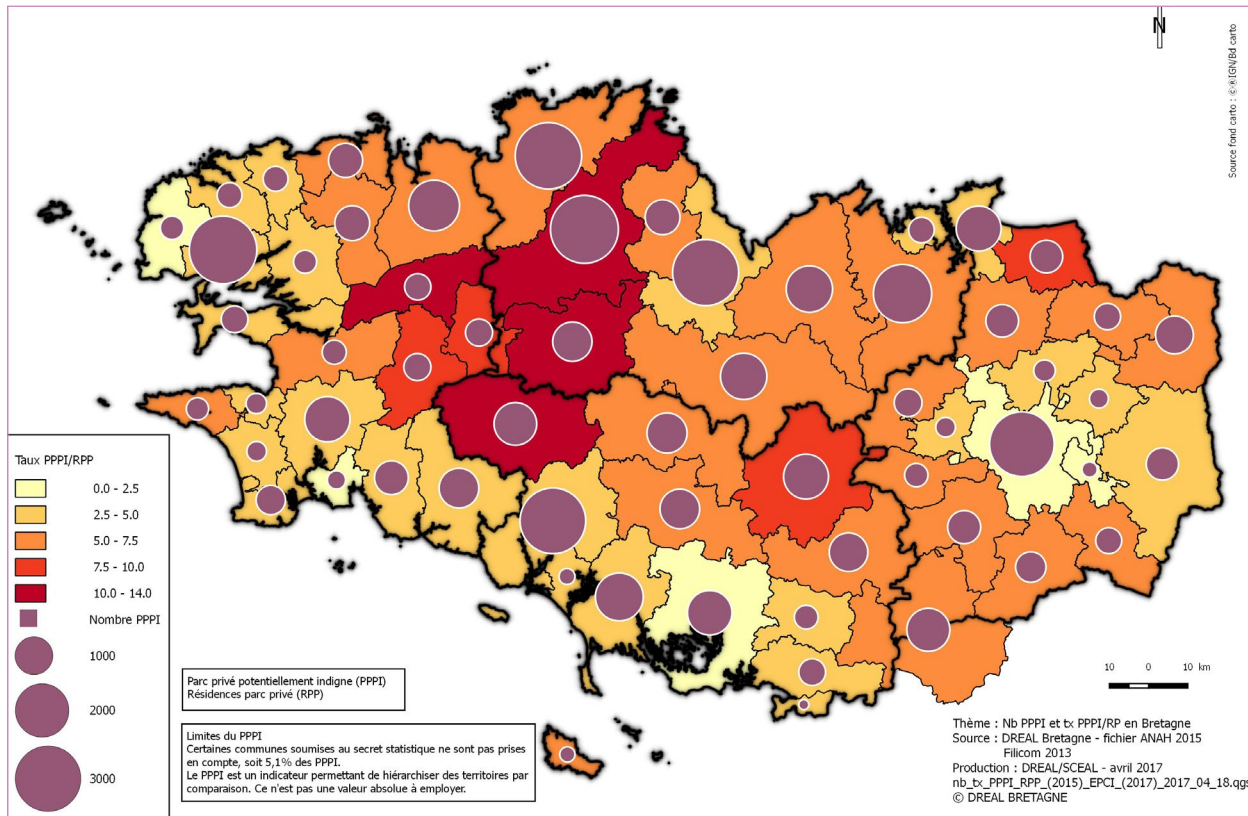 N
Source fond carto : ©®IGN/Bd carto
Taux PPPI/RPP
0.0 - 2.5
2.5 - 5.0
5.0 - 7.5
7.5 - 10.0
10.0 - 14.0
Nombre PPPI
1000
2000
3000
Parc privé potentiellement indigne (PPPI)
Résidences parc privé (RPP)
Limites du PPPI
Certaines communes soumises au secret statistique ne sont pas prises
en compte, soit 5,1% des PPPI.
Le PPPI est un indicateur permettant de hiérarchiser des territoires par
comparaison. Ce n'est pas une valeur absolue à employer.
10 0 10 km
Thème : Nb PPPI et tx PPPI/RP en Bretagne
Source : DREAL Bretagne - fichier ANAH 2015
Filicom 2013
Production : DREAL/SCEAL - avril 2017
nb_tx_PPPI_RPP_(2015)_EPCI_(2017)_2017_04_18.qgs
© DREAL BRETAGNE